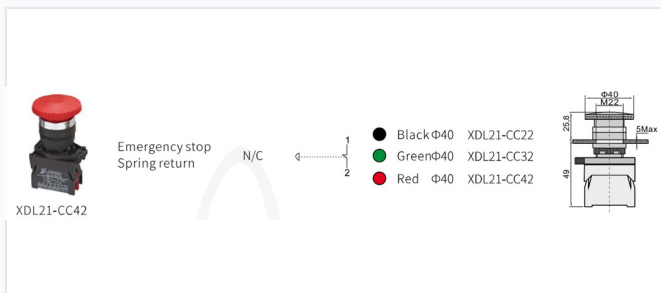 Emergency stop
Spring return
N/C
1
2
Black Φ40 XDL21-CC22
Green Φ40 XDL21-CC32
Red Φ40 XDL21-CC42
XDL21-CC42
Φ40
M22
25,8
5Max
49